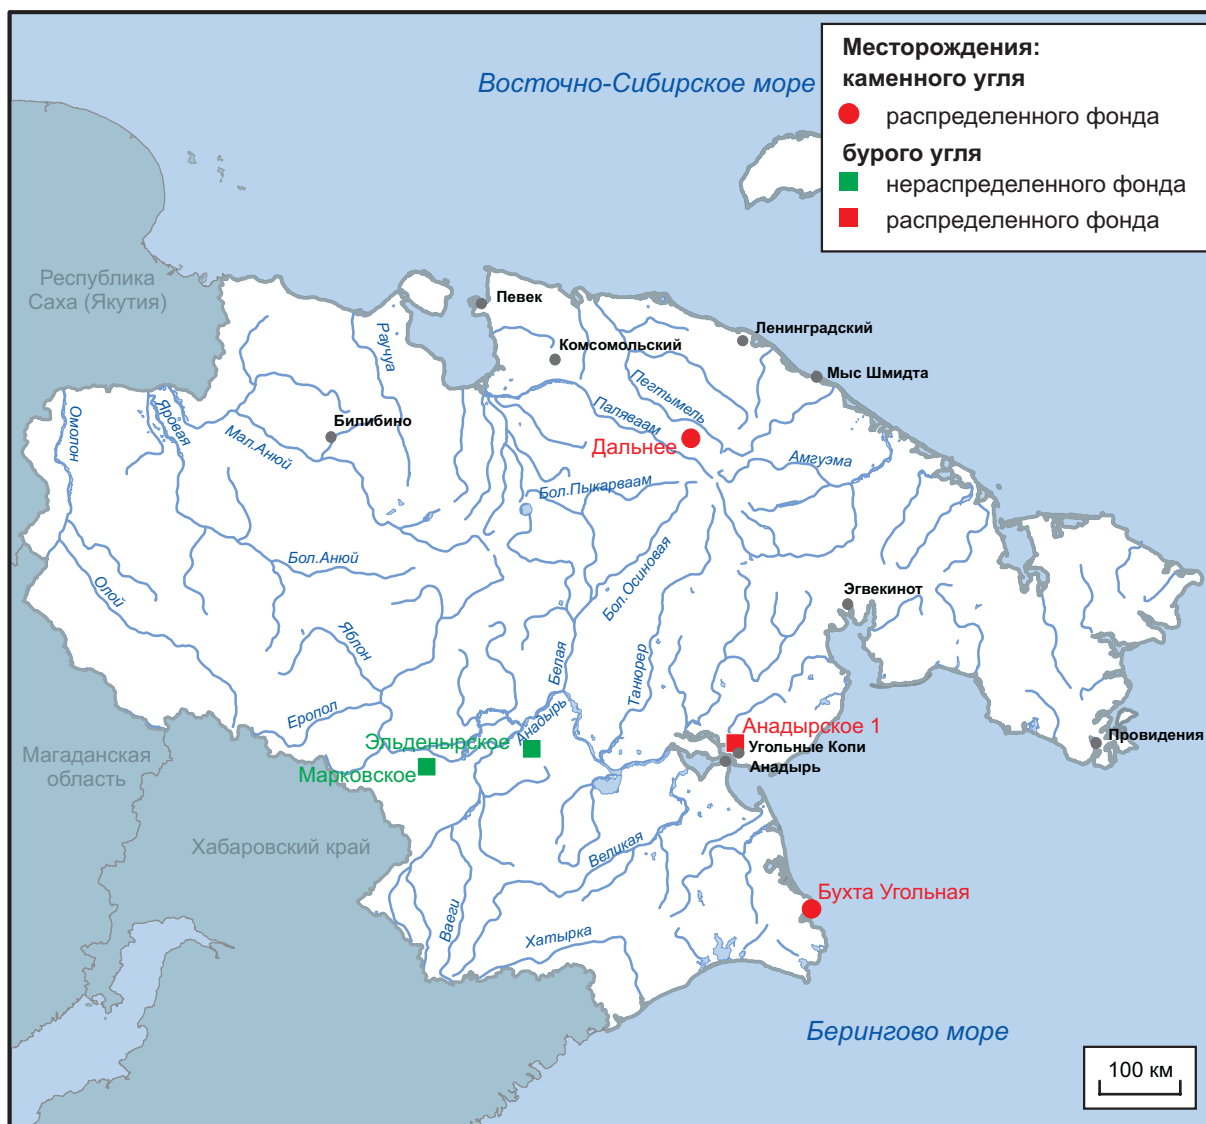 Месторождения:
каменного угля
распределенного фонда
бурого угля
нераспределенного фонда
распределенного фонда
Восточно-Сибирское море
Республика
Саха (Якутия)
Певек
Ленинградский
Комсомольский
Мыс Шмидта
Раучуа
Пегтымель
Паляваам
Омолон
Яровая
Билибино
Мал.Анюй
Дальнее
Амгуэма
Бол.Пыкарваам
Бол.Анюй
Бол.Осиновая
Олой
Эгвекинот
Яблон
Белая
Танюрер
Еропол
Анадырь
Анадырское 1
Эльденырское
Угольные Копи
Провидения
Магаданская
область
Марковское
Анадырь
Хабаровский край
Великая
Бухта Угольная
Ваеги
Хатырка
Берингово море
100 км